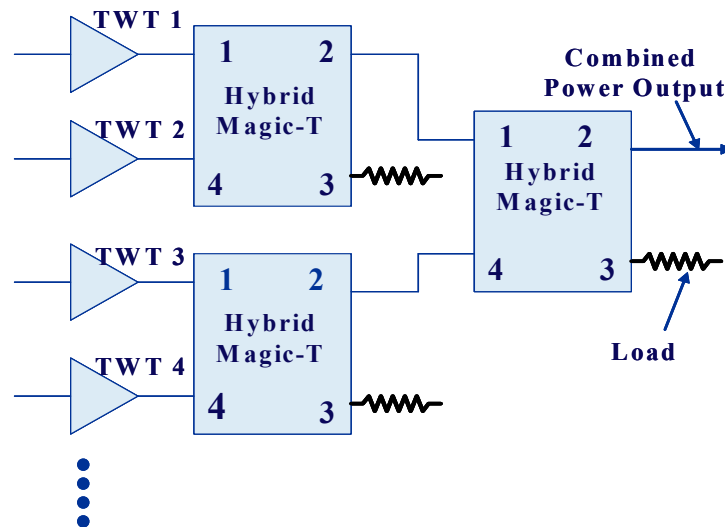 TWT 1
1 2
Hybrid
Magic-T
TWT 2
4 3
Combined
Power Output
1 2
Hybrid
Magic-T
4 3
Load
TWT 3
1 2
Hybrid
Magic-T
TWT 4
4 3